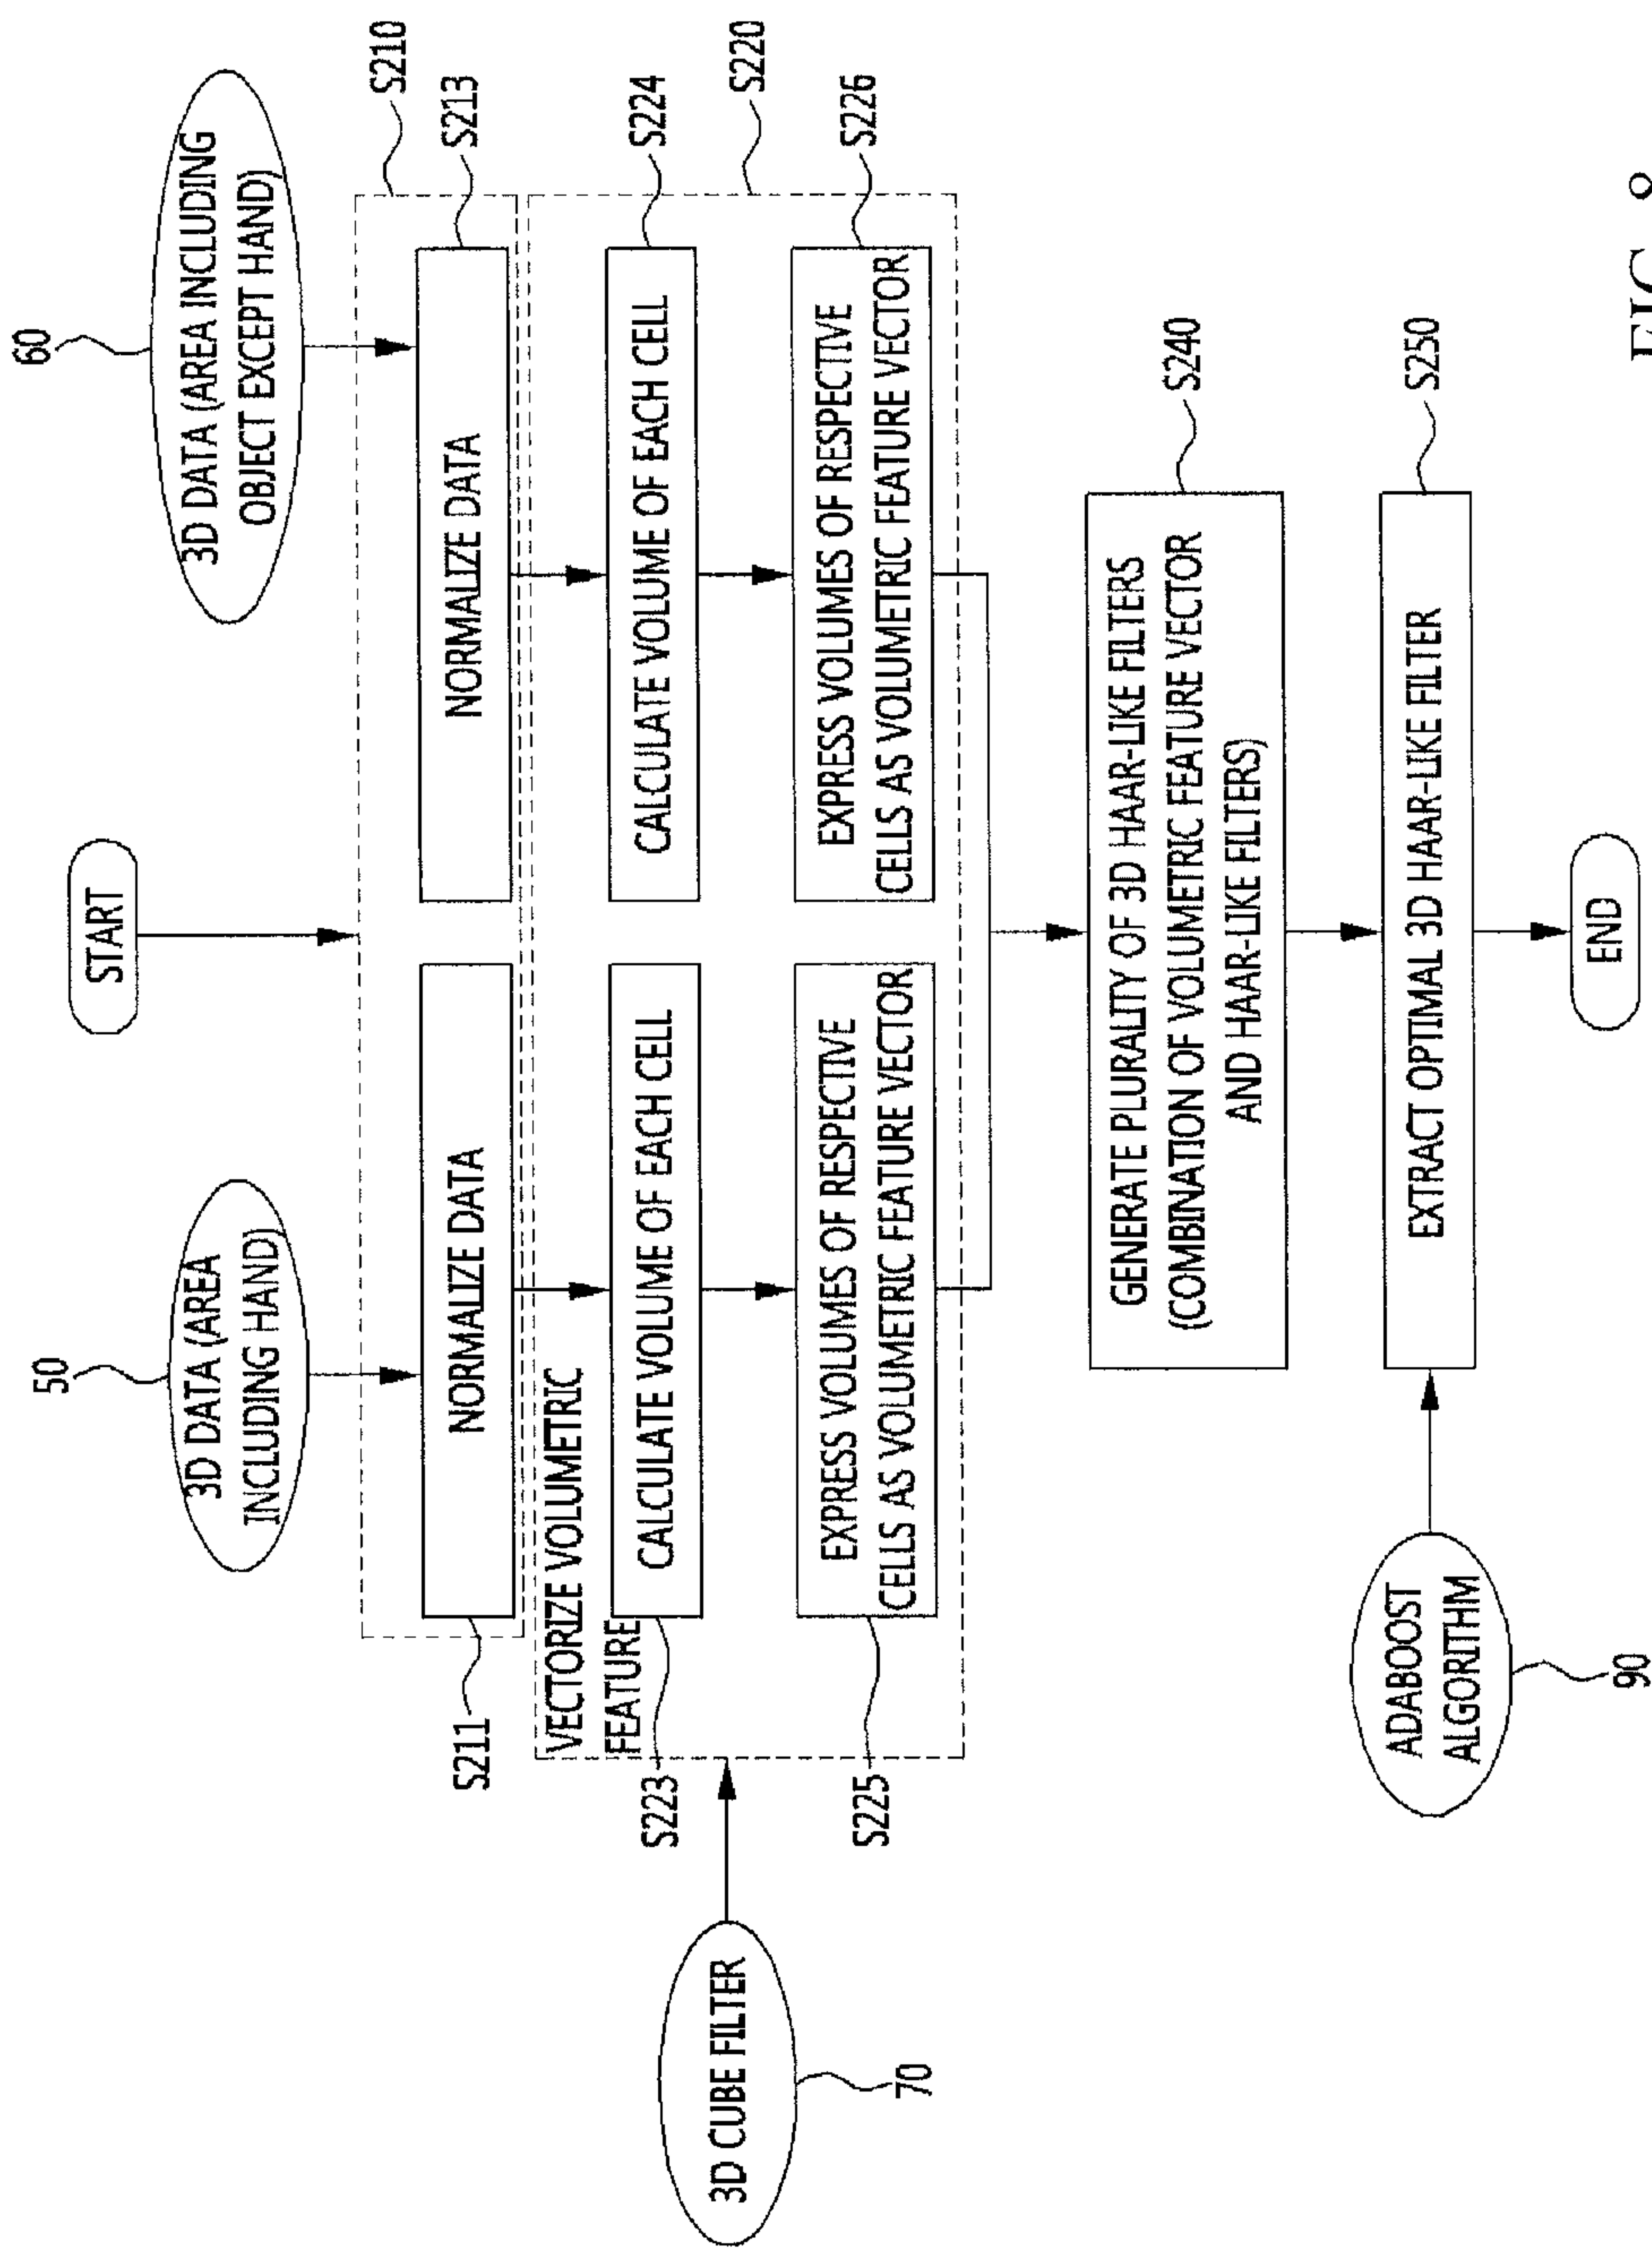 START
50
3D DATA (AREA
INCLUDING HAND)
60
3D DATA (AREA INCLUDING
OBJECT EXCEPT HAND)
S210
S211
NORMALIZE DATA
NORMALIZE DATA
S213
VECTORIZE VOLUMETRIC
FEATURE
S220
S223
CALCULATE VOLUME OF EACH CELL
CALCULATE VOLUME OF EACH CELL
S224
3D CUBE FILTER
70
S225
EXPRESS VOLUMES OF RESPECTIVE
CELLS AS VOLUMETRIC FEATURE VECTOR
EXPRESS VOLUMES OF RESPECTIVE
CELLS AS VOLUMETRIC FEATURE VECTOR
S226
GENERATE PLURALITY OF 3D HAAR-LIKE FILTERS
(COMBINATION OF VOLUMETRIC FEATURE VECTOR
AND HAAR-LIKE FILTERS)
S240
ADABOOST
ALGORITHM
90
EXTRACT OPTIMAL 3D HAAR-LIKE FILTER
S250
END
FIG. 8